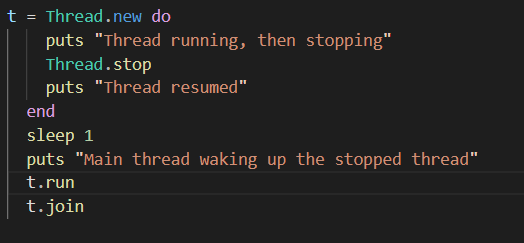 t = Thread.new do
    puts "Thread running, then stopping"
    Thread.stop
    puts "Thread resumed"
  end
  sleep 1
  puts "Main thread waking up the stopped thread"
  t.run
  t.join